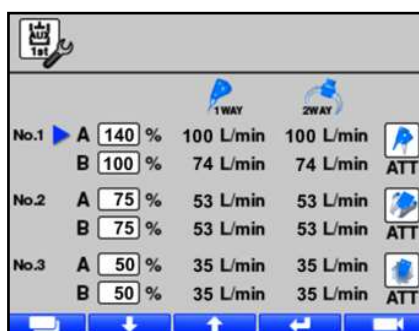 AUX
1st
1 WAY 2WAY
No.1 A 140 % 100 L/min 100 L/min
B 100 % 74 L/min 74 L/min ATT
No.2 A 75 % 53 L/min 53 L/min
B 75 % 53 L/min 53 L/min ATT
No.3 A 50 % 35 L/min 35 L/min
B 50 % 35 L/min 35 L/min ATT